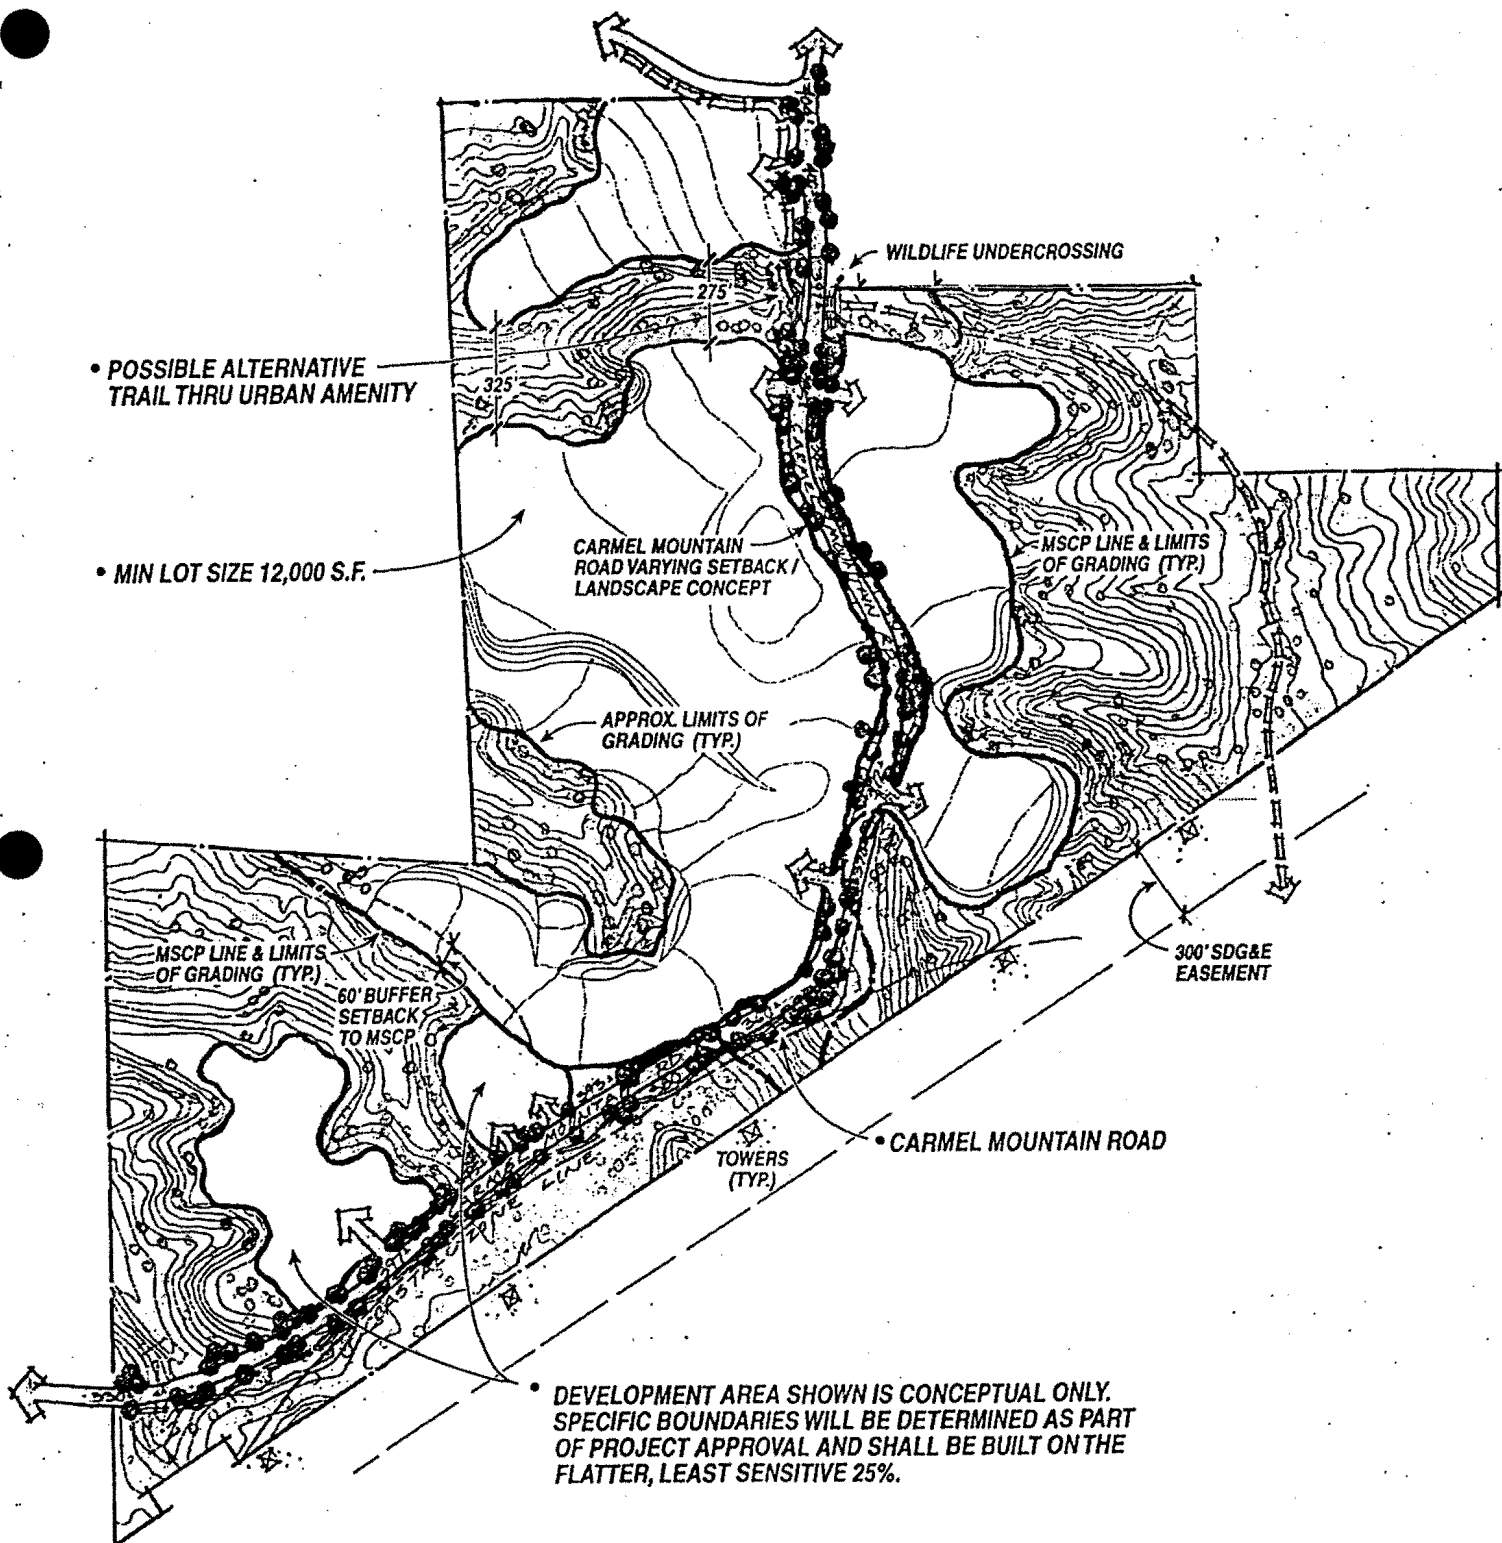 WILDLIFE UNDERCROSSING
275'
• POSSIBLE ALTERNATIVE
TRAIL THRU URBAN AMENITY
325'
CARMEL MOUNTAIN
ROAD VARYING SETBACK /
LANDSCAPE CONCEPT
MSCP LINE & LIMITS
OF GRADING (TYP.)
• MIN LOT SIZE 12,000 S.F.
APPROX. LIMITS OF
GRADING (TYP.)
MSCP LINE & LIMITS
OF GRADING (TYP.)
60' BUFFER
SETBACK
TO MSCP
300' SDG&E
EASEMENT
• CARMEL MOUNTAIN ROAD
TOWERS
(TYP.)
• DEVELOPMENT AREA SHOWN IS CONCEPTUAL ONLY.
SPECIFIC BOUNDARIES WILL BE DETERMINED AS PART
OF PROJECT APPROVAL AND SHALL BE BUILT ON THE
FLATTER, LEAST SENSITIVE 25%.